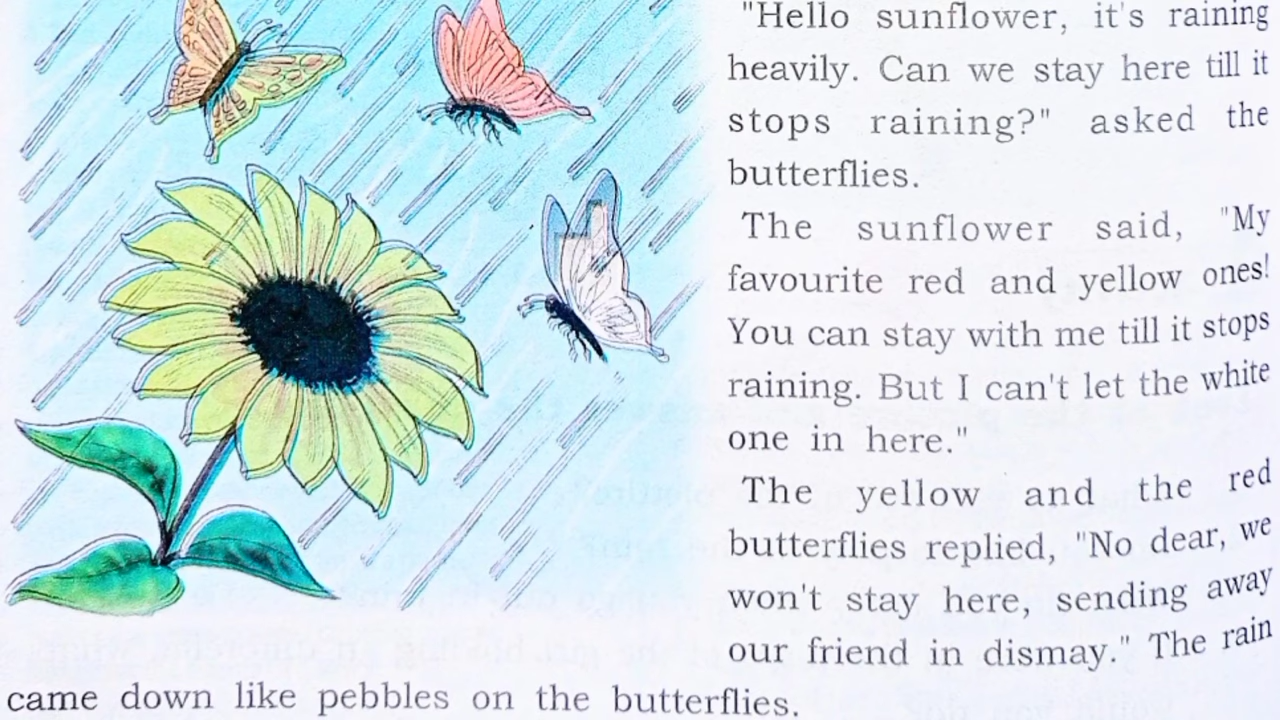 "Hello sunflower, it's raining
heavily. Can we stay here till it
stops raining?" asked the
butterflies.
The sunflower said, "My
favourite red and yellow ones!
You can stay with me till it stops
raining. But I can't let the white
one in here."
The yellow and the red
butterflies replied, "No dear, we
won't stay here, sending away
our friend in dismay." The rain
came down like pebbles on the butterflies.